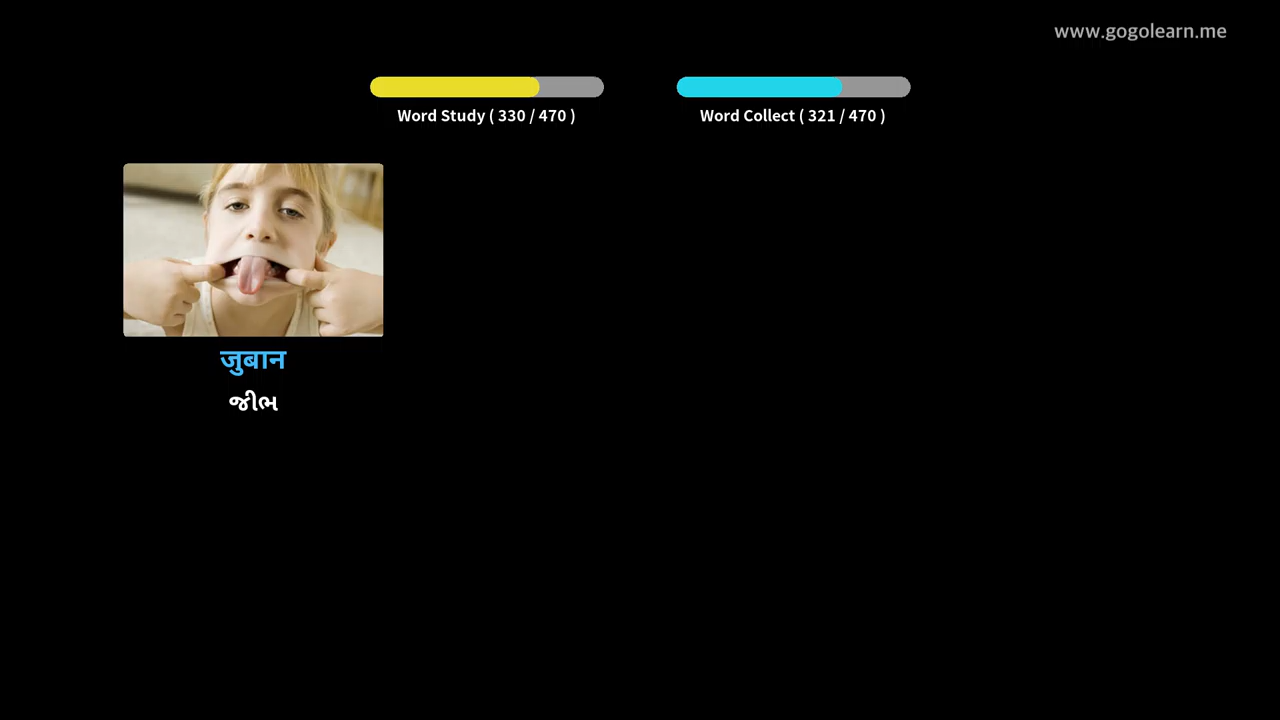 www.gogolearn.me
Word Study ( 330 / 470 )
Word Collect ( 321 / 470 )
जुबान
જીભ